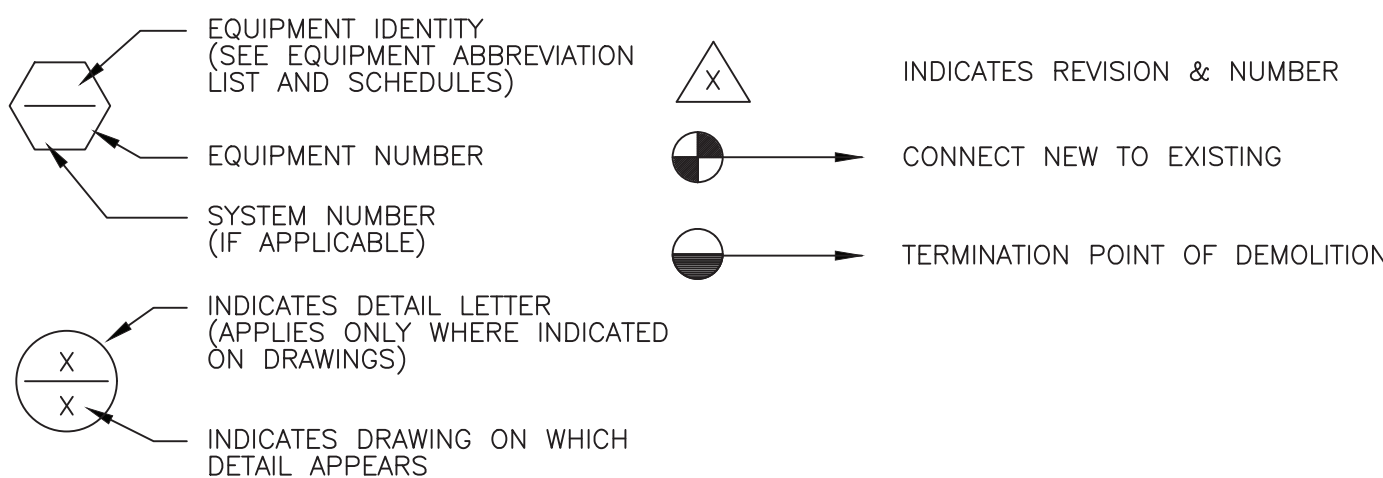 EQUIPMENT IDENTITY
(SEE EQUIPMENT ABBREVIATION
LIST AND SCHEDULES)
EQUIPMENT NUMBER
SYSTEM NUMBER
(IF APPLICABLE)
X
X
INDICATES DETAIL LETTER
(APPLIES ONLY WHERE INDICATED
ON DRAWINGS)
INDICATES DRAWING ON WHICH
DETAIL APPEARS
X
INDICATES REVISION & NUMBER
CONNECT NEW TO EXISTING
TERMINATION POINT OF DEMOLITION